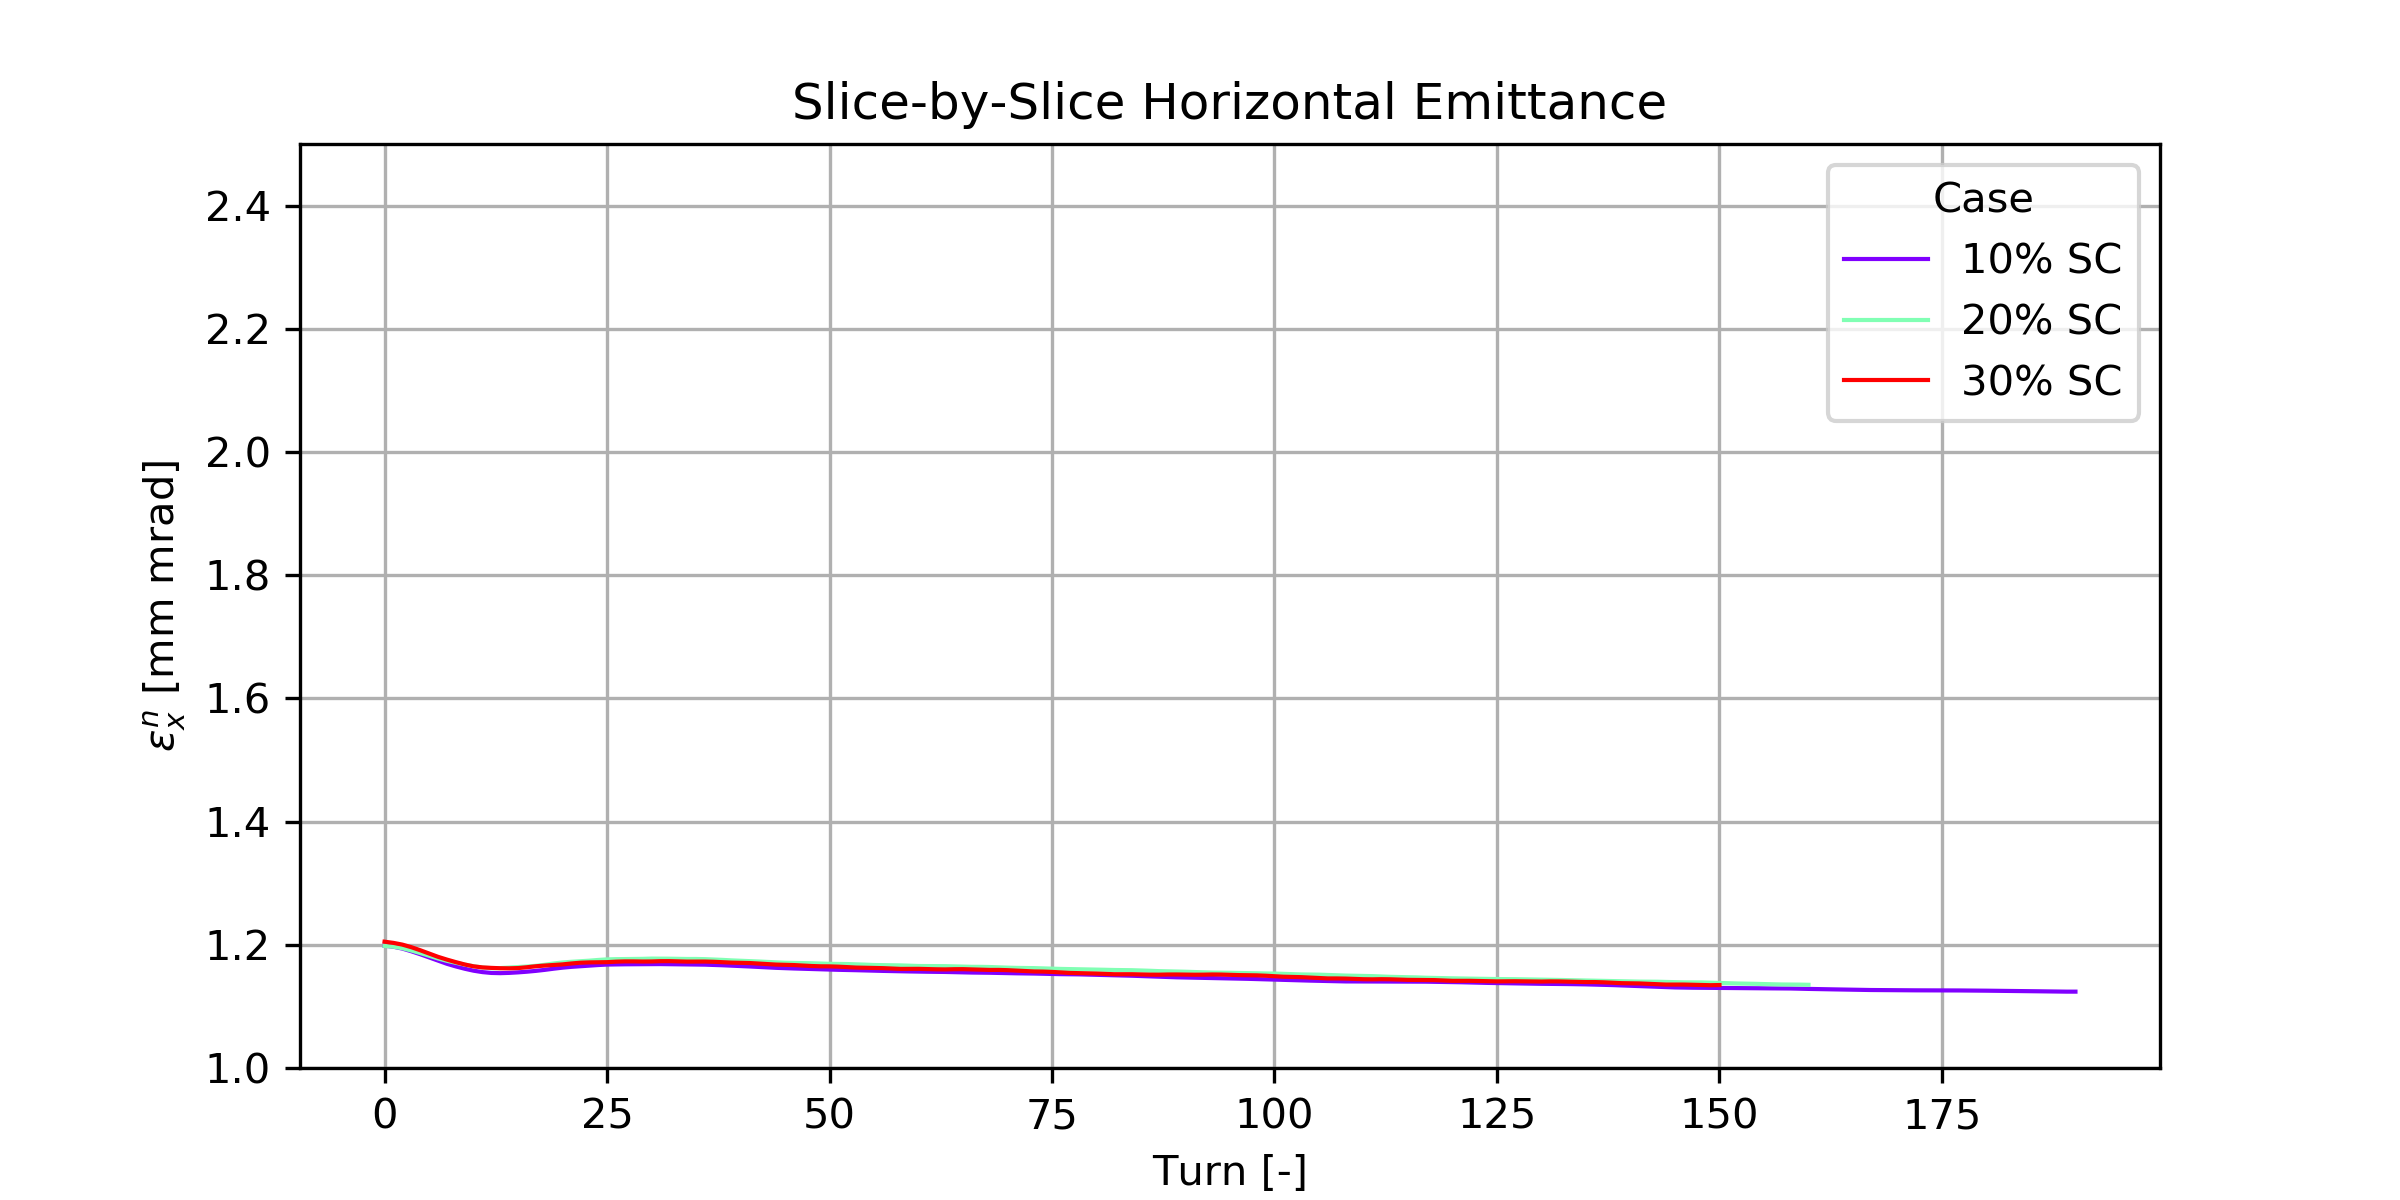 Slice-by-Slice Horizontal Emittance
2.4
2.2
2.0
1.8
1.6
1.4
1.2
1.0
εₓⁿ [mm mrad]
Case
10% SC
20% SC
30% SC
0 25 50 75 100 125 150 175
Turn [-]